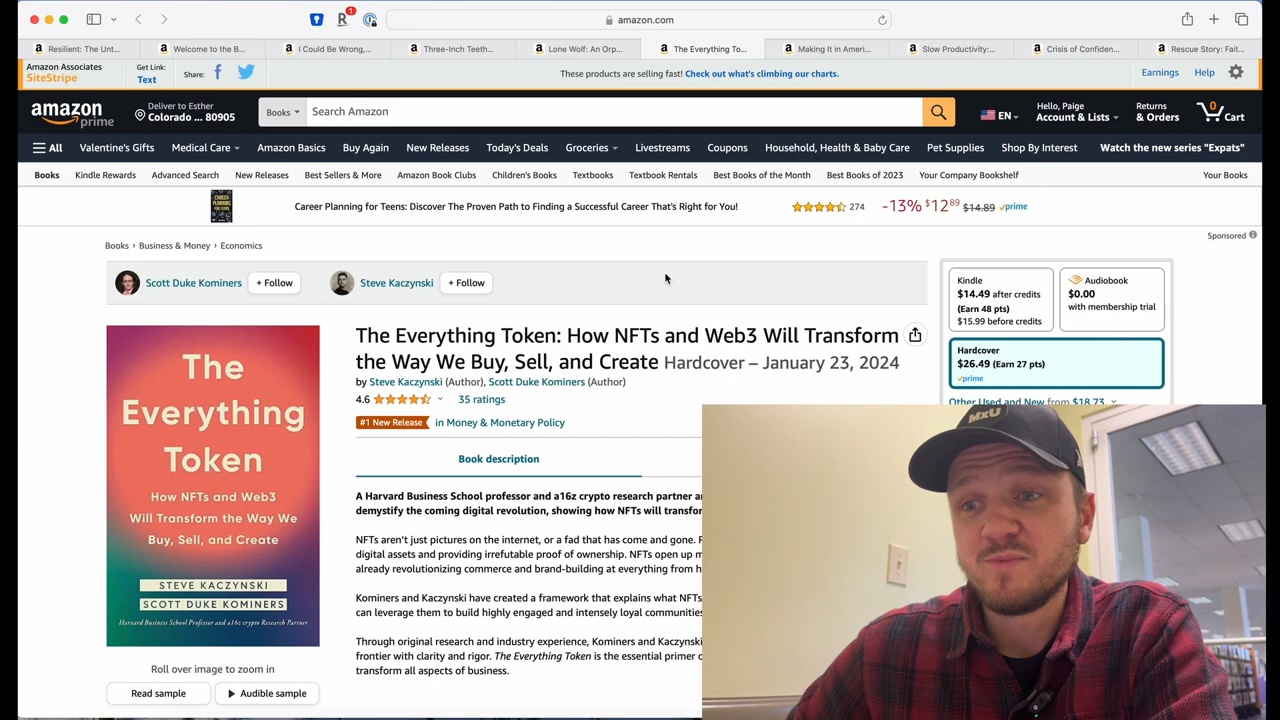 1
amazon.com
Resilient: The Unt...
Welcome to the B...
I Could Be Wrong,...
Three-Inch Teeth...
Lone Wolf: An Orp...
The Everything To...
Making It in Ameri...
Slow Productivity:...
Crisis of Confiden...
Rescue Story: Fait...
Amazon Associates
SiteStripe
Get Link:
Text
Share:
These products are selling fast! Check out what's climbing our charts.
Earnings
Help
amazon
prime
Deliver to Esther
Colorado ... 80905
Books
Search Amazon
EN
Hello, Paige
Account & Lists
Returns
& Orders
0
Cart
All
Valentine's Gifts
Medical Care
Amazon Basics
Buy Again
New Releases
Today's Deals
Groceries
Livestreams
Coupons
Household, Health & Baby Care
Pet Supplies
Shop By Interest
Watch the new series "Expats"
Books
Kindle Rewards
Advanced Search
New Releases
Best Sellers & More
Amazon Book Clubs
Children's Books
Textbooks
Textbook Rentals
Best Books of the Month
Best Books of 2023
Your Company Bookshelf
Your Books
Career Planning for Teens: Discover The Proven Path to Finding a Successful Career That's Right for You!
274
-13% $12 89 $14.89 prime
Sponsored
Books › Business & Money › Economics
Scott Duke Kominers
+ Follow
Steve Kaczynski
+ Follow
The Everything Token: How NFTs and Web3 Will Transform
the Way We Buy, Sell, and Create Hardcover – January 23, 2024
by Steve Kaczynski (Author), Scott Duke Kominers (Author)
4.6
35 ratings
#1 New Release in Money & Monetary Policy
Book description
A Harvard Business School professor and a16z crypto research partner
demystify the coming digital revolution, showing how NFTs will transfor
NFTs aren't just pictures on the internet, or a fad that has come and gone.
digital assets and providing irrefutable proof of ownership. NFTs open up
already revolutionizing commerce and brand-building at everything from
Kominers and Kaczynski have created a framework that explains what NFTs
can leverage them to build highly engaged and intensely loyal communities
Through original research and industry experience, Kominers and Kaczynski
frontier with clarity and rigor. The Everything Token is the essential primer
transform all aspects of business.
The
Everything
Token
How NFTs and Web3
Will Transform the Way We
Buy, Sell, and Create
STEVE KACZYNSKI
SCOTT DUKE KOMINERS
Harvard Business School Professor and a16z crypto Research Partner
Roll over image to zoom in
Read sample
Audible sample
Kindle
$14.49 after credits
(Earn 48 pts)
$15.99 before credits
Audiobook
$0.00
with membership trial
Hardcover
$26.49 (Earn 27 pts)
prime
Other Used and New from $18.73
MxU